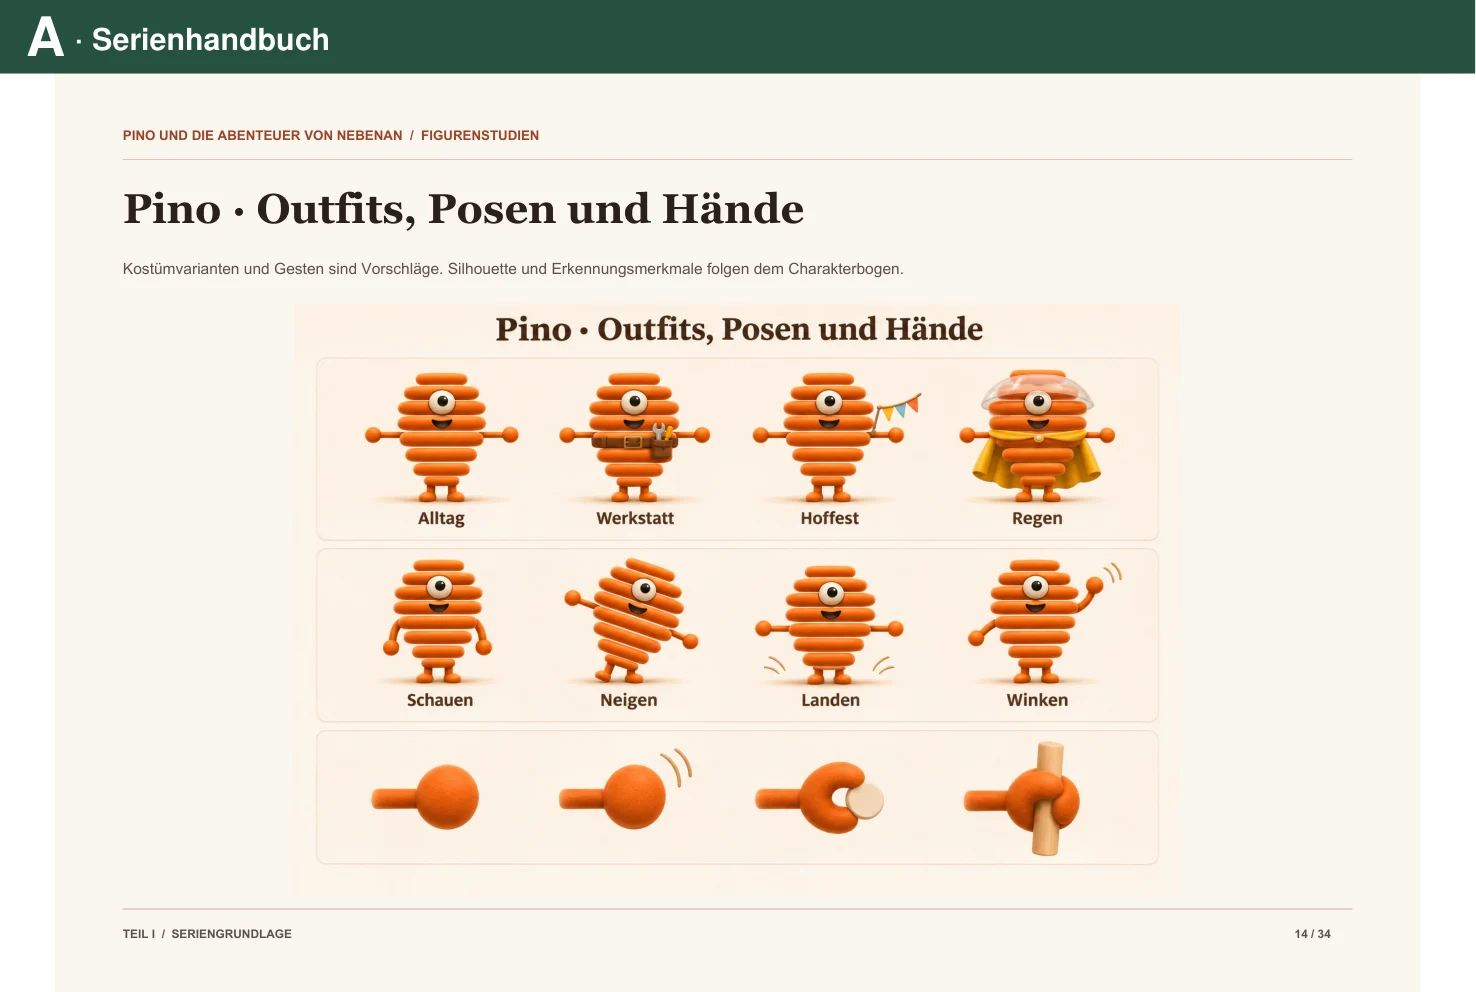 A · Serienhandbuch
PINO UND DIE ABENTEUER VON NEBENAN / FIGURENSTUDIEN
Pino · Outfits, Posen und Hände
Kostümvarianten und Gesten sind Vorschläge. Silhouette und Erkennungsmerkmale folgen dem Charakterbogen.
Pino · Outfits, Posen und Hände
Alltag Werkstatt Hoffest Regen
Schauen Neigen Landen Winken
TEIL I / SERIENGRUNDLAGE 14 / 34